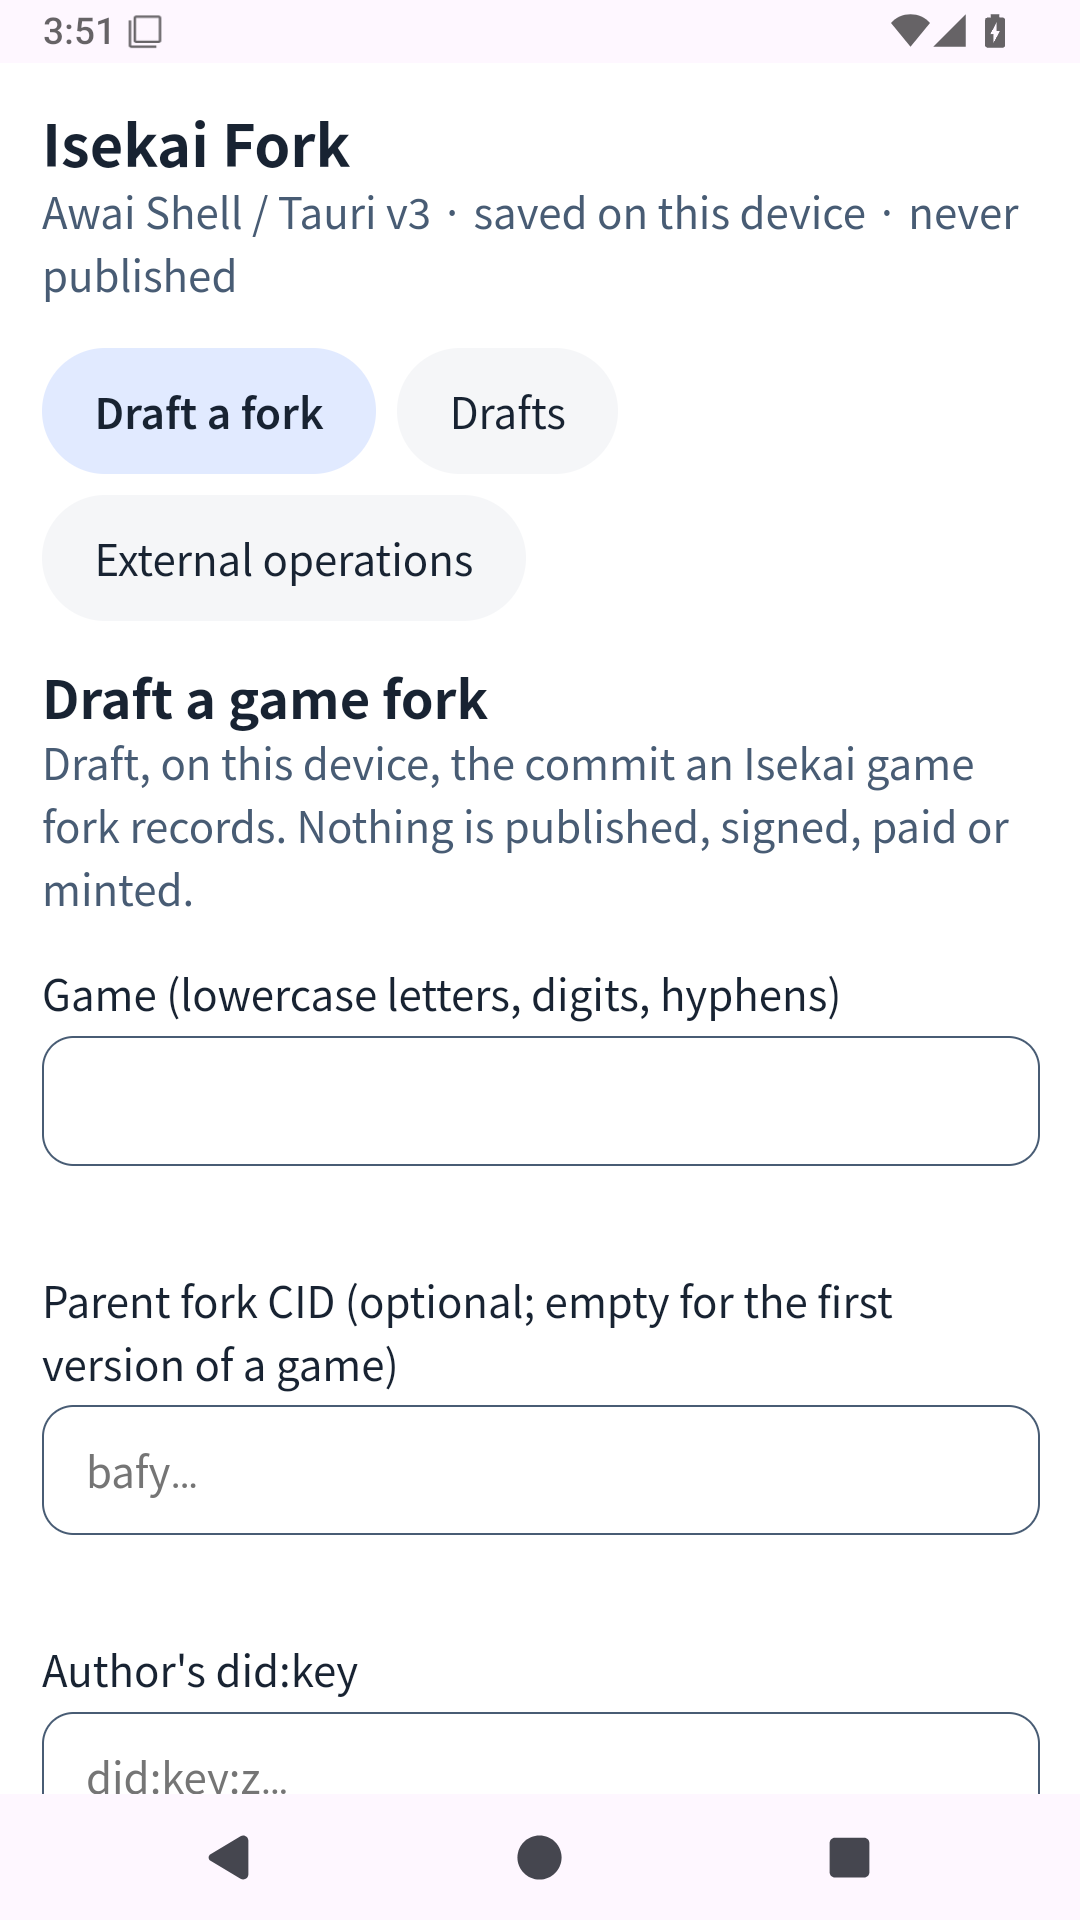 3:51
Isekai Fork
Awai Shell / Tauri v3 · saved on this device · never
published
Draft a fork
Drafts
External operations
Draft a game fork
Draft, on this device, the commit an Isekai game
fork records. Nothing is published, signed, paid or
minted.
Game (lowercase letters, digits, hyphens)
Parent fork CID (optional; empty for the first
version of a game)
bafy...
Author's did:key
did:key:z...